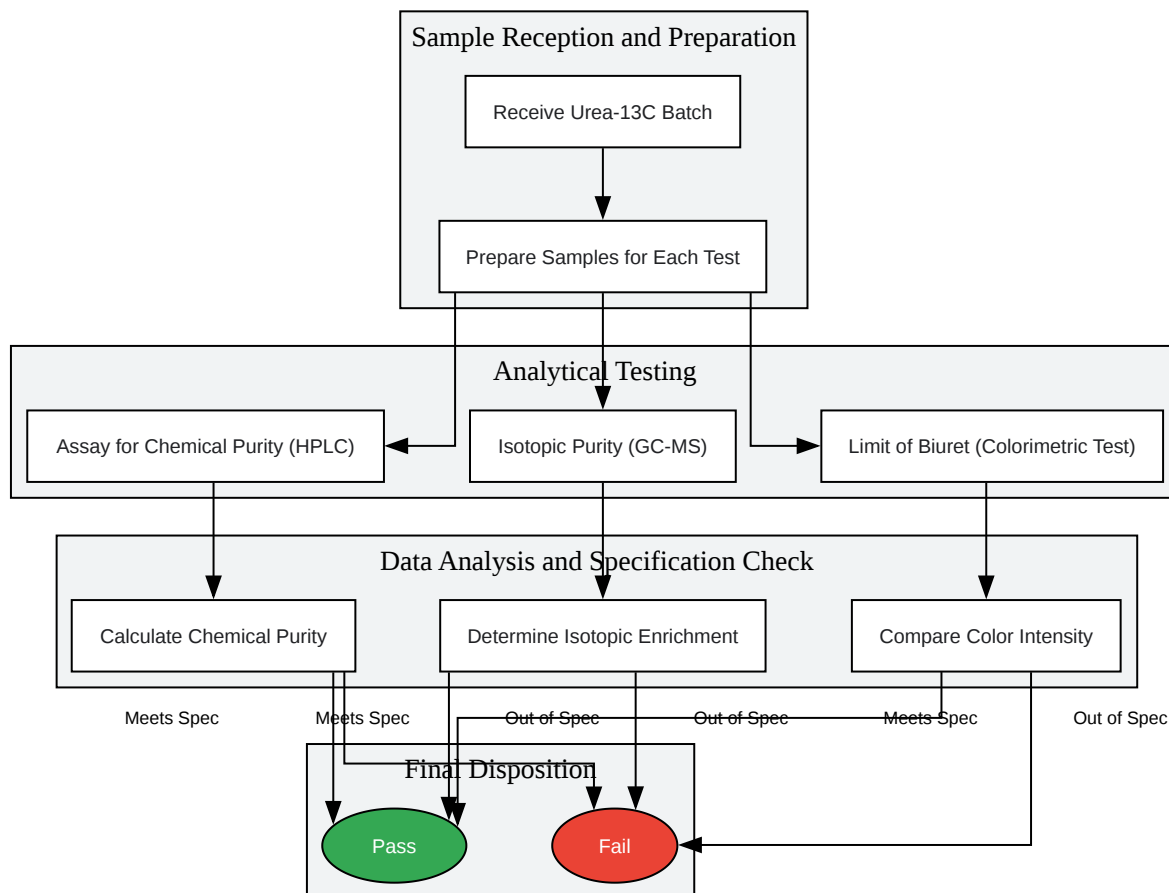 Sample Reception and Preparation
Receive Urea-13C Batch
Prepare Samples for Each Test
Analytical Testing
Assay for Chemical Purity (HPLC)
Isotopic Purity (GC-MS)
Limit of Biuret (Colorimetric Test)
Data Analysis and Specification Check
Calculate Chemical Purity
Determine Isotopic Enrichment
Compare Color Intensity
Meets Spec
Meets Spec
Out of Spec
Out of Spec
Meets Spec
Out of Spec
Final Disposition
Pass
Fail